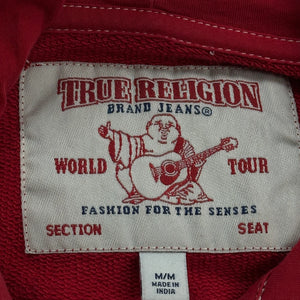 TRUE RELIGION
BRAND JEANS®
WORLD TOUR
FASHION FOR THE SENSES
SECTION SEAT
M/M
MADE IN
INDIA